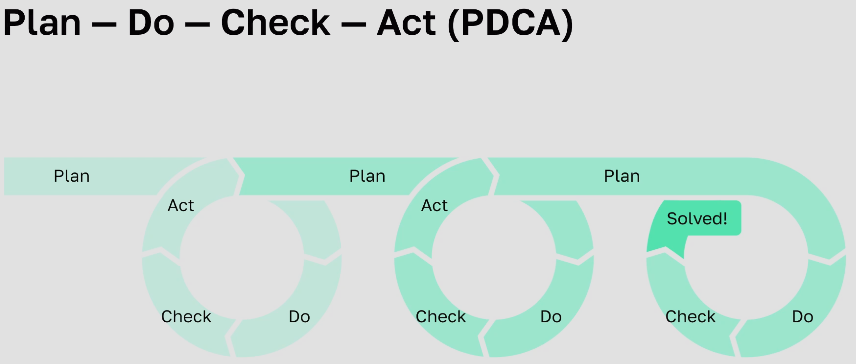 Plan — Do — Check — Act (PDCA)
Plan
Plan
Plan
Act
Act
Solved!
Check
Do
Check
Do
Check
Do